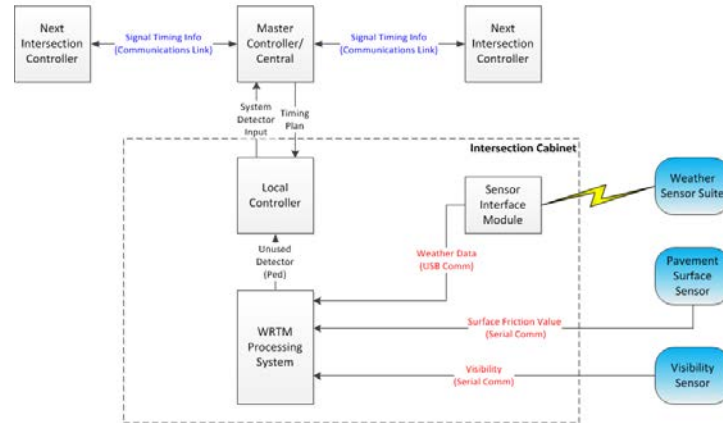 Next
Intersection
Controller
Signal Timing Info
(Communications Link)
Master
Controller/
Central
Signal Timing Info
(Communications Link)
Next
Intersection
Controller
System
Detector
Input
Timing
Plan
Intersection Cabinet
Local
Controller
Sensor
Interface
Module
Weather
Sensor Suite
Unused
Detector
(Ped)
Weather Data
(USB Comm)
Pavement
Surface
Sensor
WRTM
Processing
System
Surface Friction Value
(Serial Comm)
Visibility
(Serial Comm)
Visibility
Sensor